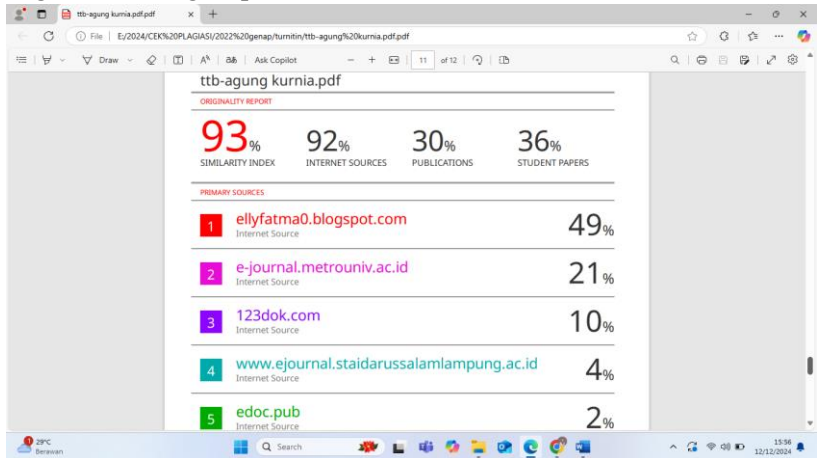 ttb-agung kurnia.pdf.pdf
File E:/2024/CEK%20PLAGIASI/2022%20genap/turnitin/ttb-agung%20kurnia.pdf.pdf
Draw Ask Copilot 11 of 12
ttb-agung kurnia.pdf
ORIGINALITY REPORT
93% 92% 30% 36%
SIMILARITY INDEX INTERNET SOURCES PUBLICATIONS STUDENT PAPERS
PRIMARY SOURCES
1 ellyfatma0.blogspot.com 49%
Internet Source
2 e-journal.metrouniv.ac.id 21%
Internet Source
3 123dok.com 10%
Internet Source
4 www.ejournal.staidarussalamlampung.ac.id 4%
Internet Source
5 edoc.pub 2%
Internet Source
29°C Search 15:56
Berawan 12/12/2024